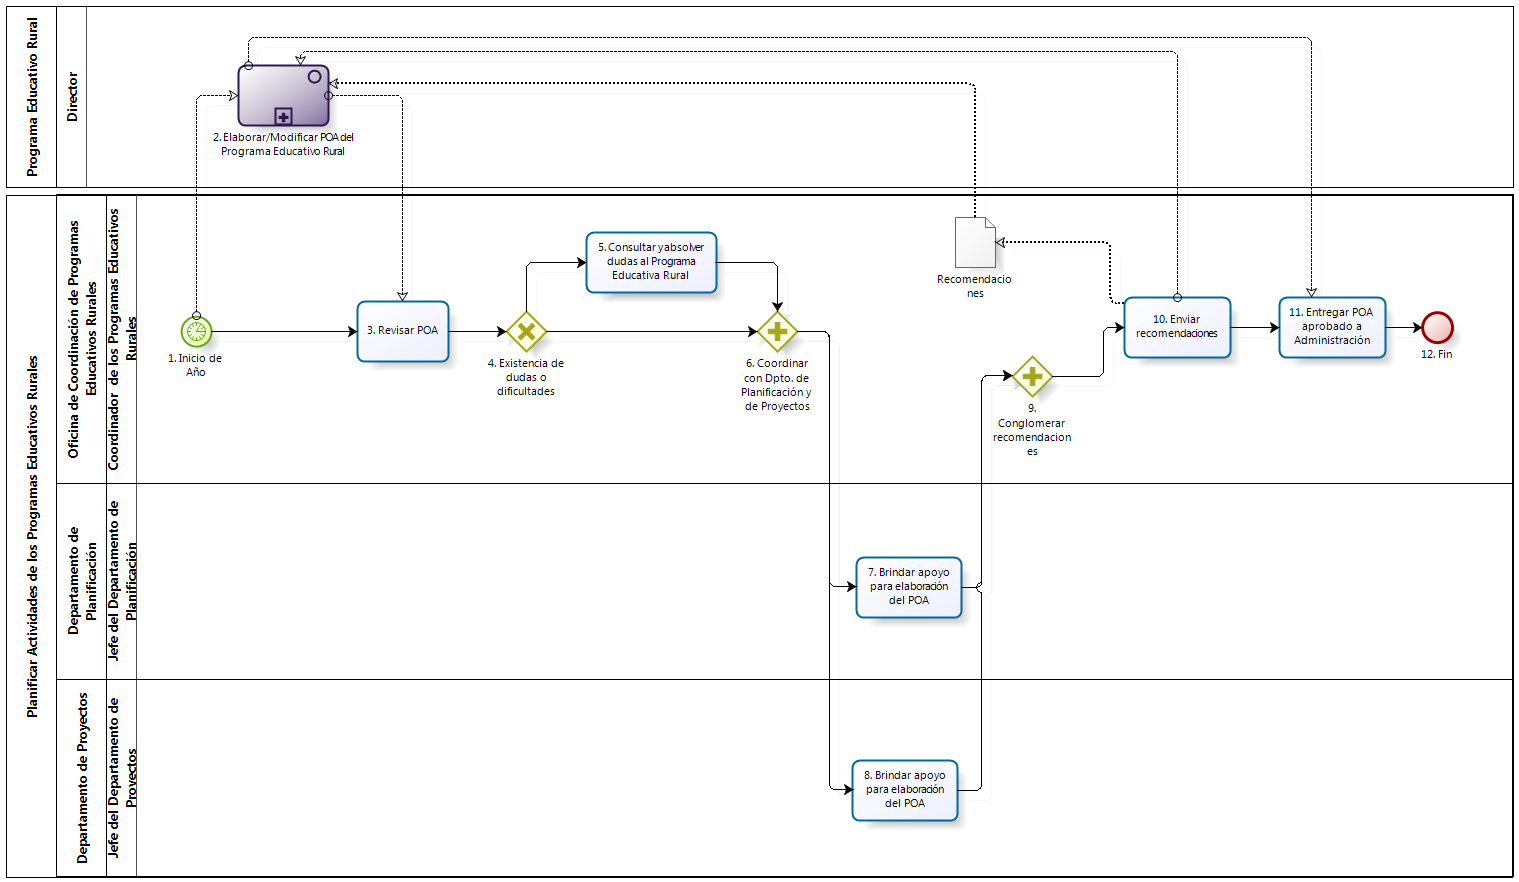 Programa Educativo Rural
Director
2. Elaborar/Modificar POA del
Programa Educativo Rural
Planificar Actividades de los Programas Educativos Rurales
Oficina de Coordinación de Programas
Educativos Rurales
Coordinador de los Programas Educativos
Rurales
1. Inicio de
Año
3. Revisar POA
4. Existencia de
dudas o
dificultades
5. Consultar y absolver
dudas al Programa
Educativa Rural
6. Coordinar
con Dpto. de
Planificación y
de Proyectos
Recomendacio
nes
9.
Conglomerar
recomendacion
es
10. Enviar
recomendaciones
11. Entregar POA
aprobado a
Administración
12. Fin
Departamento de
Planificación
Jefe del Departamento de
Planificación
7. Brindar apoyo
para elaboración
del POA
Departamento de Proyectos
Jefe del Departamento de
Proyectos
8. Brindar apoyo
para elaboración
del POA